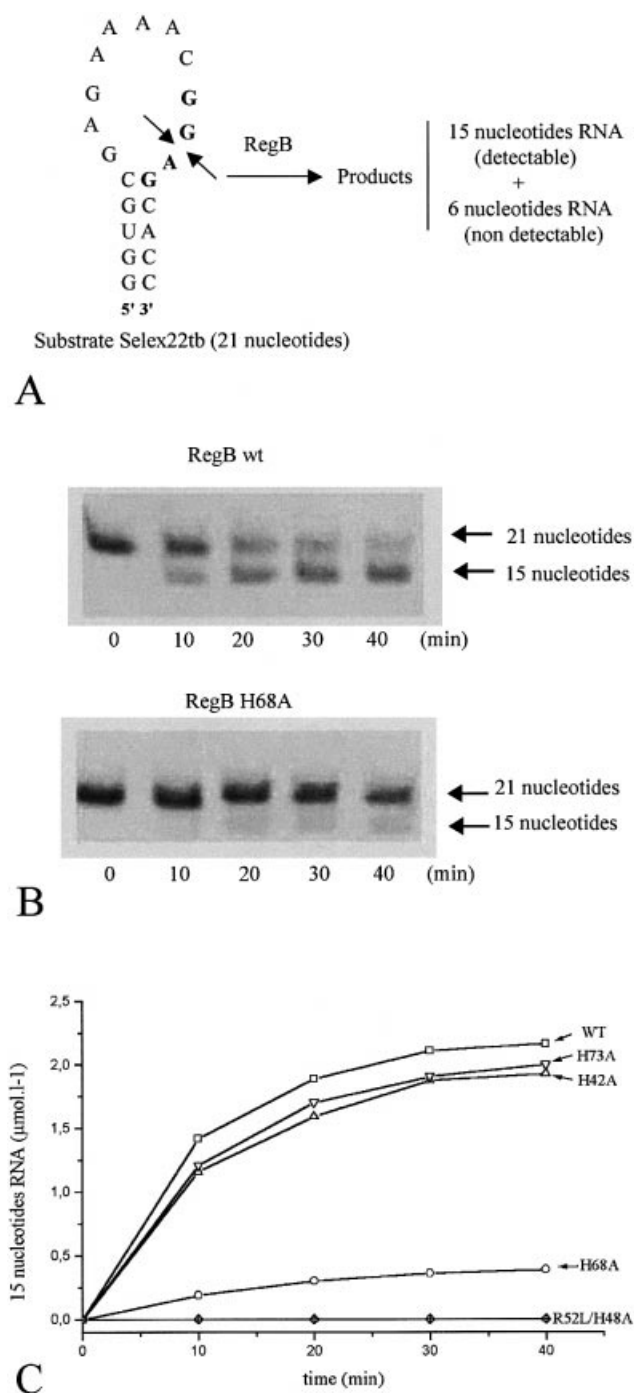 A
A A
A C
G G
A G
G A
C G
G C
U A
G C
G C
5' 3'
RegB
Products
15 nucleotides RNA
(detectable)
+
6 nucleotides RNA
(non detectable)
Substrate Selex22tb (21 nucleotides)
A
RegB wt
21 nucleotides
15 nucleotides
0 10 20 30 40 (min)
RegB H68A
21 nucleotides
15 nucleotides
0 10 20 30 40 (min)
B
15 nucleotides RNA (µmol.l-1)
2,5
2,0
1,5
1,0
0,5
0,0
WT
H73A
H42A
H68A
R52L/H48A
0 10 20 30 40
time (min)
C